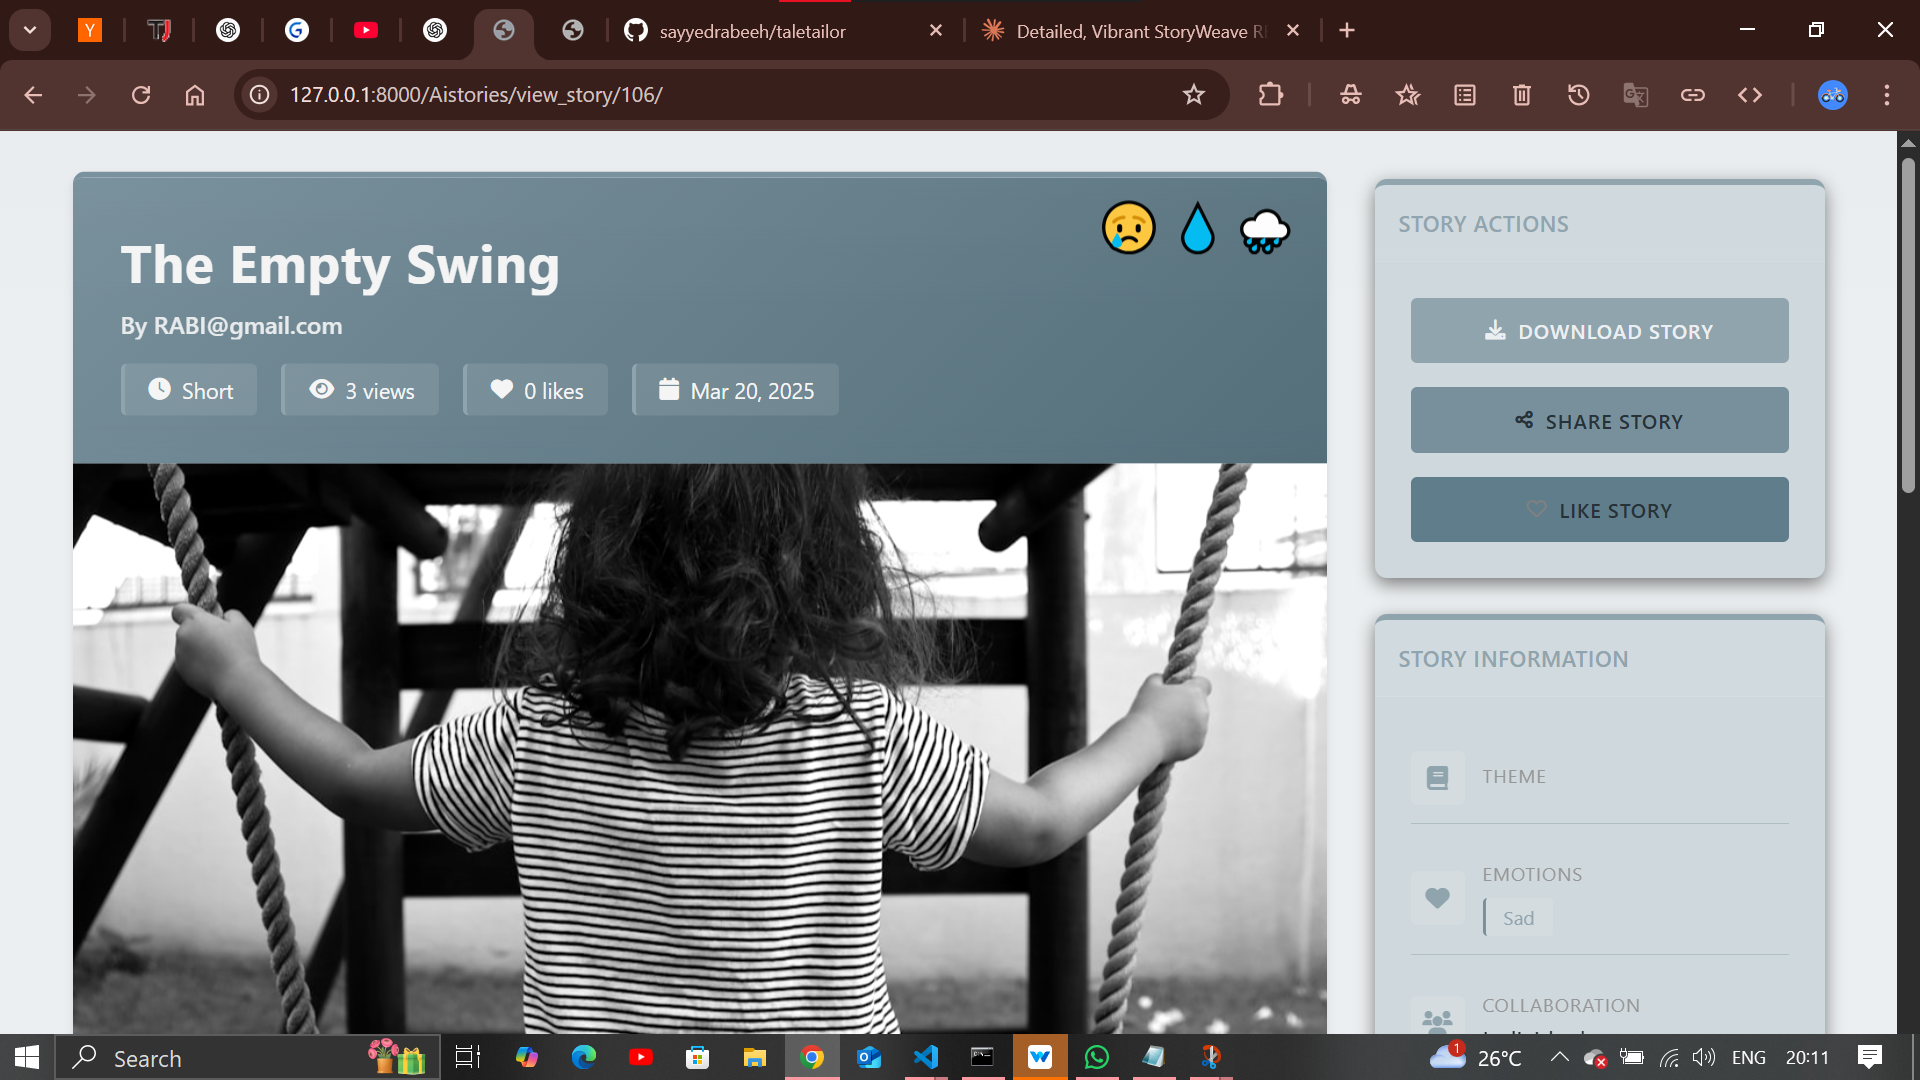 sayyedrabeeh/taletailor
Detailed, Vibrant StoryWeave
127.0.0.1:8000/Aistories/view_story/106/
The Empty Swing
By RABI@gmail.com
Short
3 views
0 likes
Mar 20, 2025
STORY ACTIONS
DOWNLOAD STORY
SHARE STORY
LIKE STORY
STORY INFORMATION
THEME
EMOTIONS
Sad
COLLABORATION
Search
1
26°C
ENG
20:11